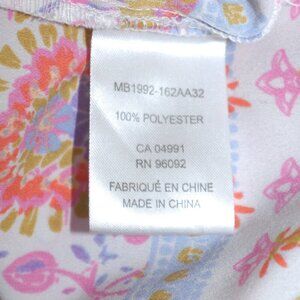 MB1992-162AA32
100% POLYESTER
CA 04991
RN 96092
FABRIQUÉ EN CHINE
MADE IN CHINA